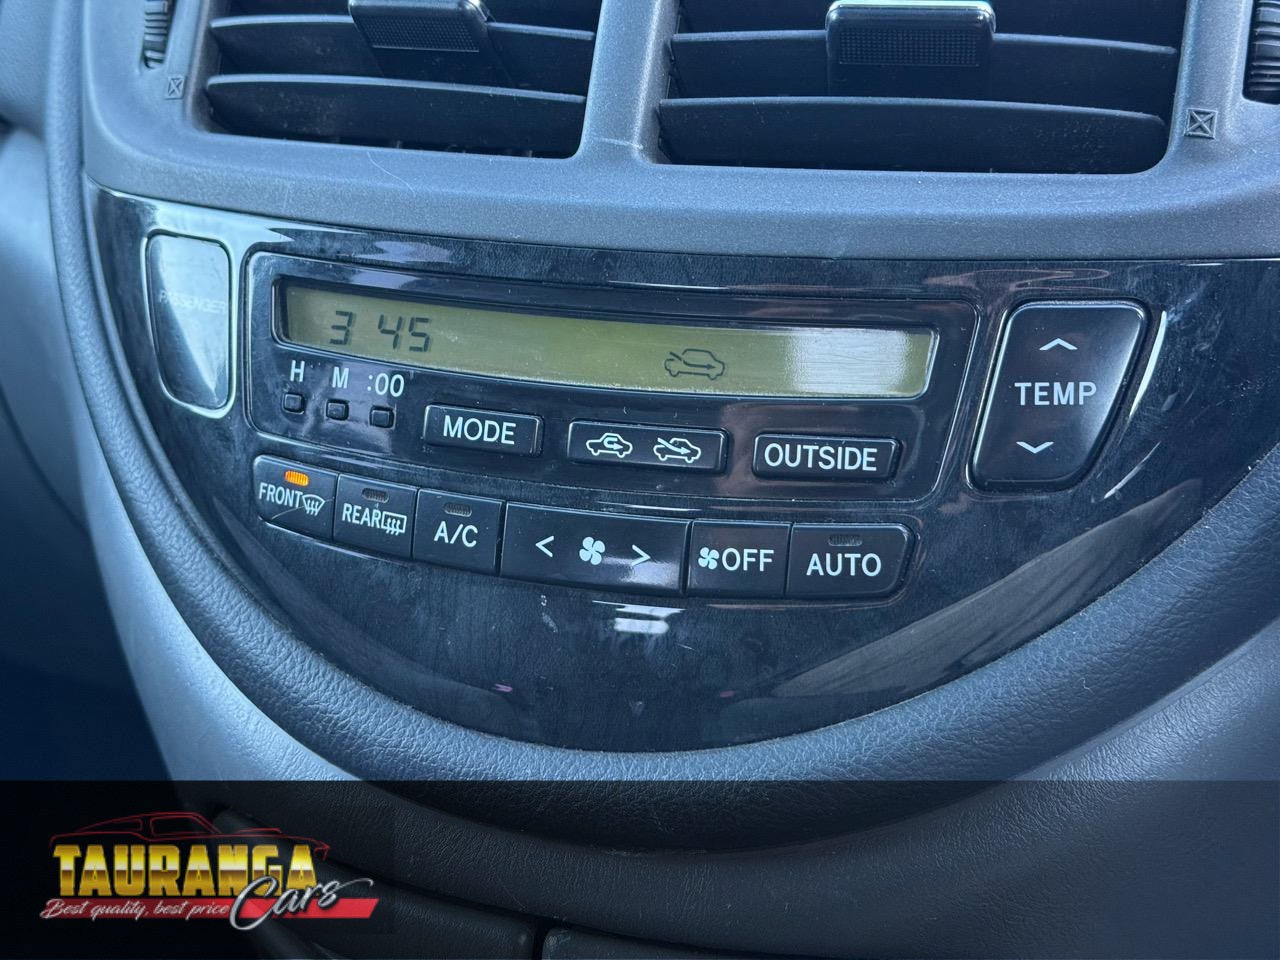 PASSENGER
3 45
H M :00
MODE
OUTSIDE
TEMP
FRONT
REAR
A/C
< >
OFF
AUTO
TAURANGA
Cars
Best quality, best price